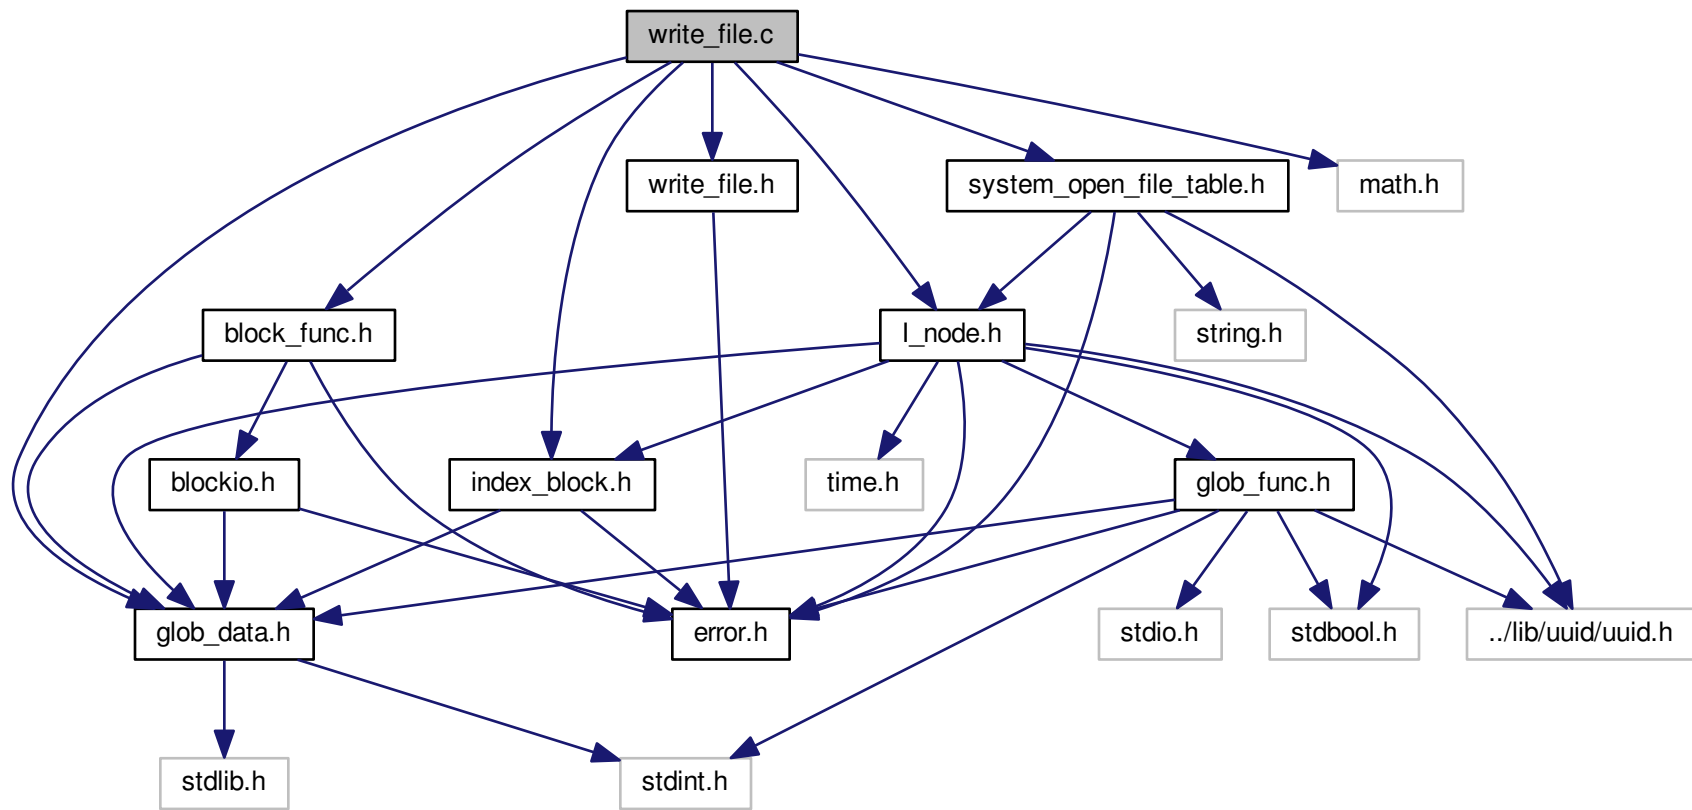 write_file.c
write_file.h
system_open_file_table.h
math.h
block_func.h
I_node.h
string.h
blockio.h
index_block.h
time.h
glob_func.h
glob_data.h
error.h
stdio.h
stdbool.h
../lib/uuid/uuid.h
stdlib.h
stdint.h